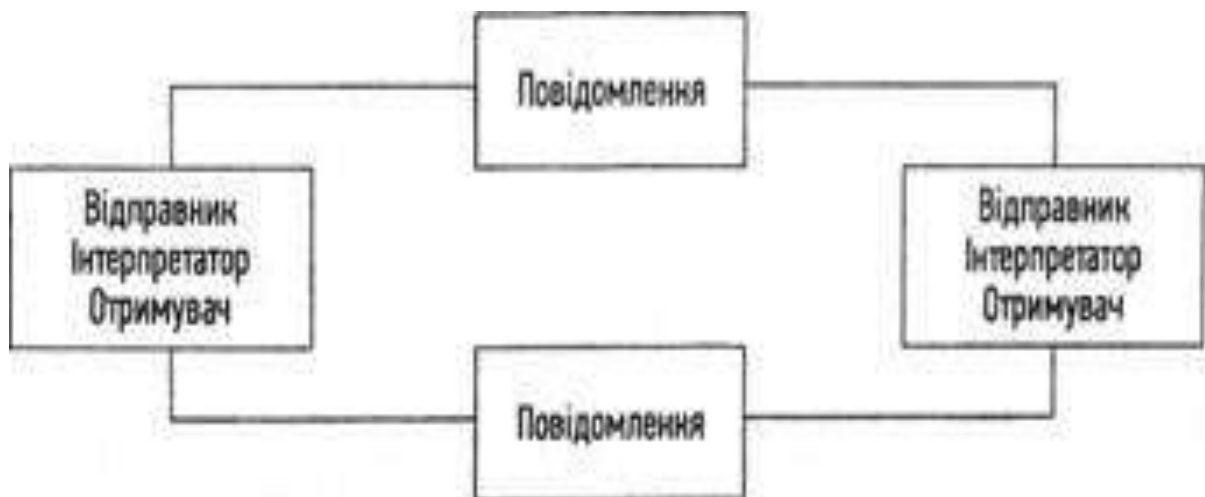 Повідомлення
Відправник
Інтерпретатор
Отримувач
Відправник
Інтерпретатор
Отримувач
Повідомлення